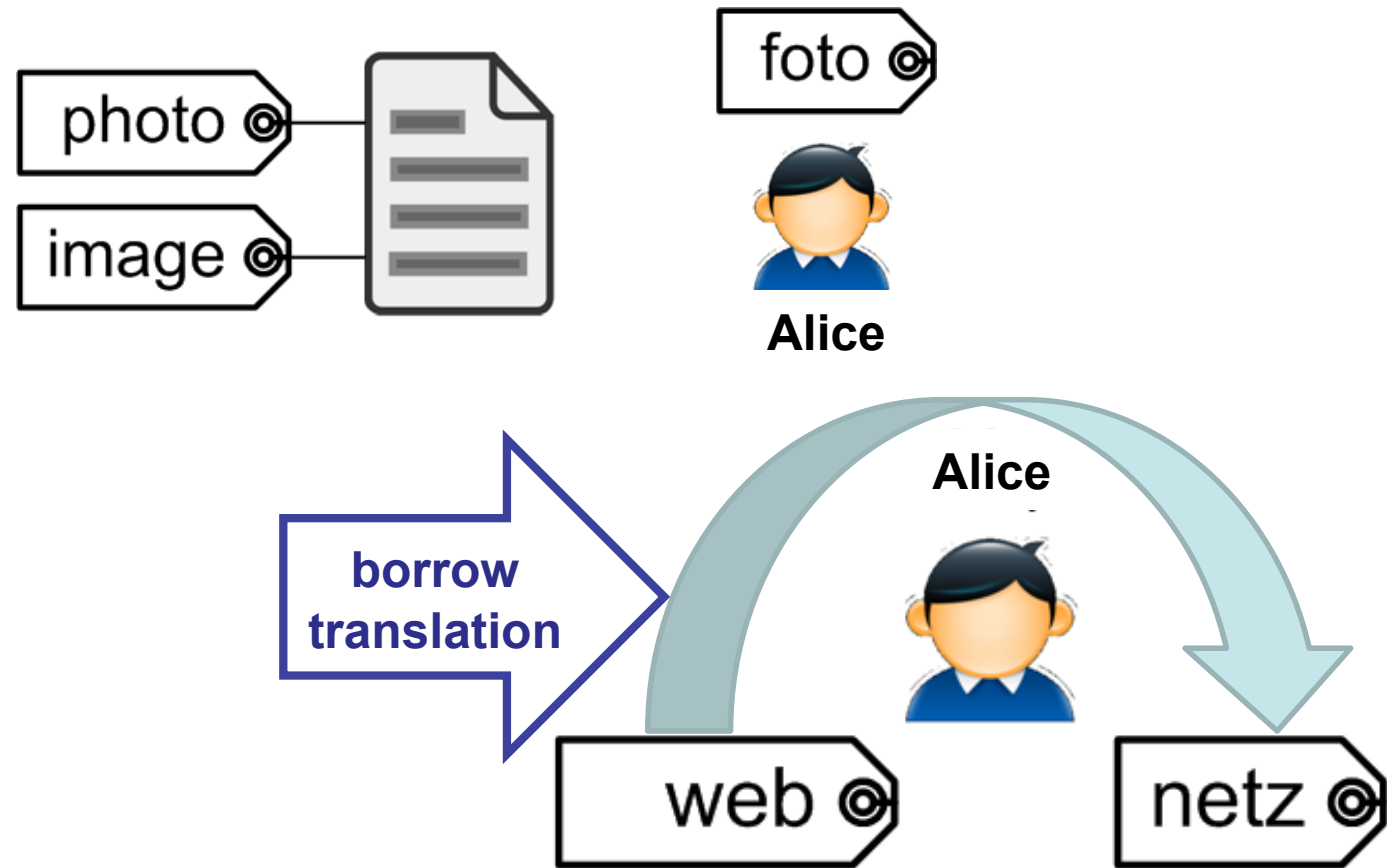 photo
image
foto
Alice
Alice
borrow
translation
web
netz